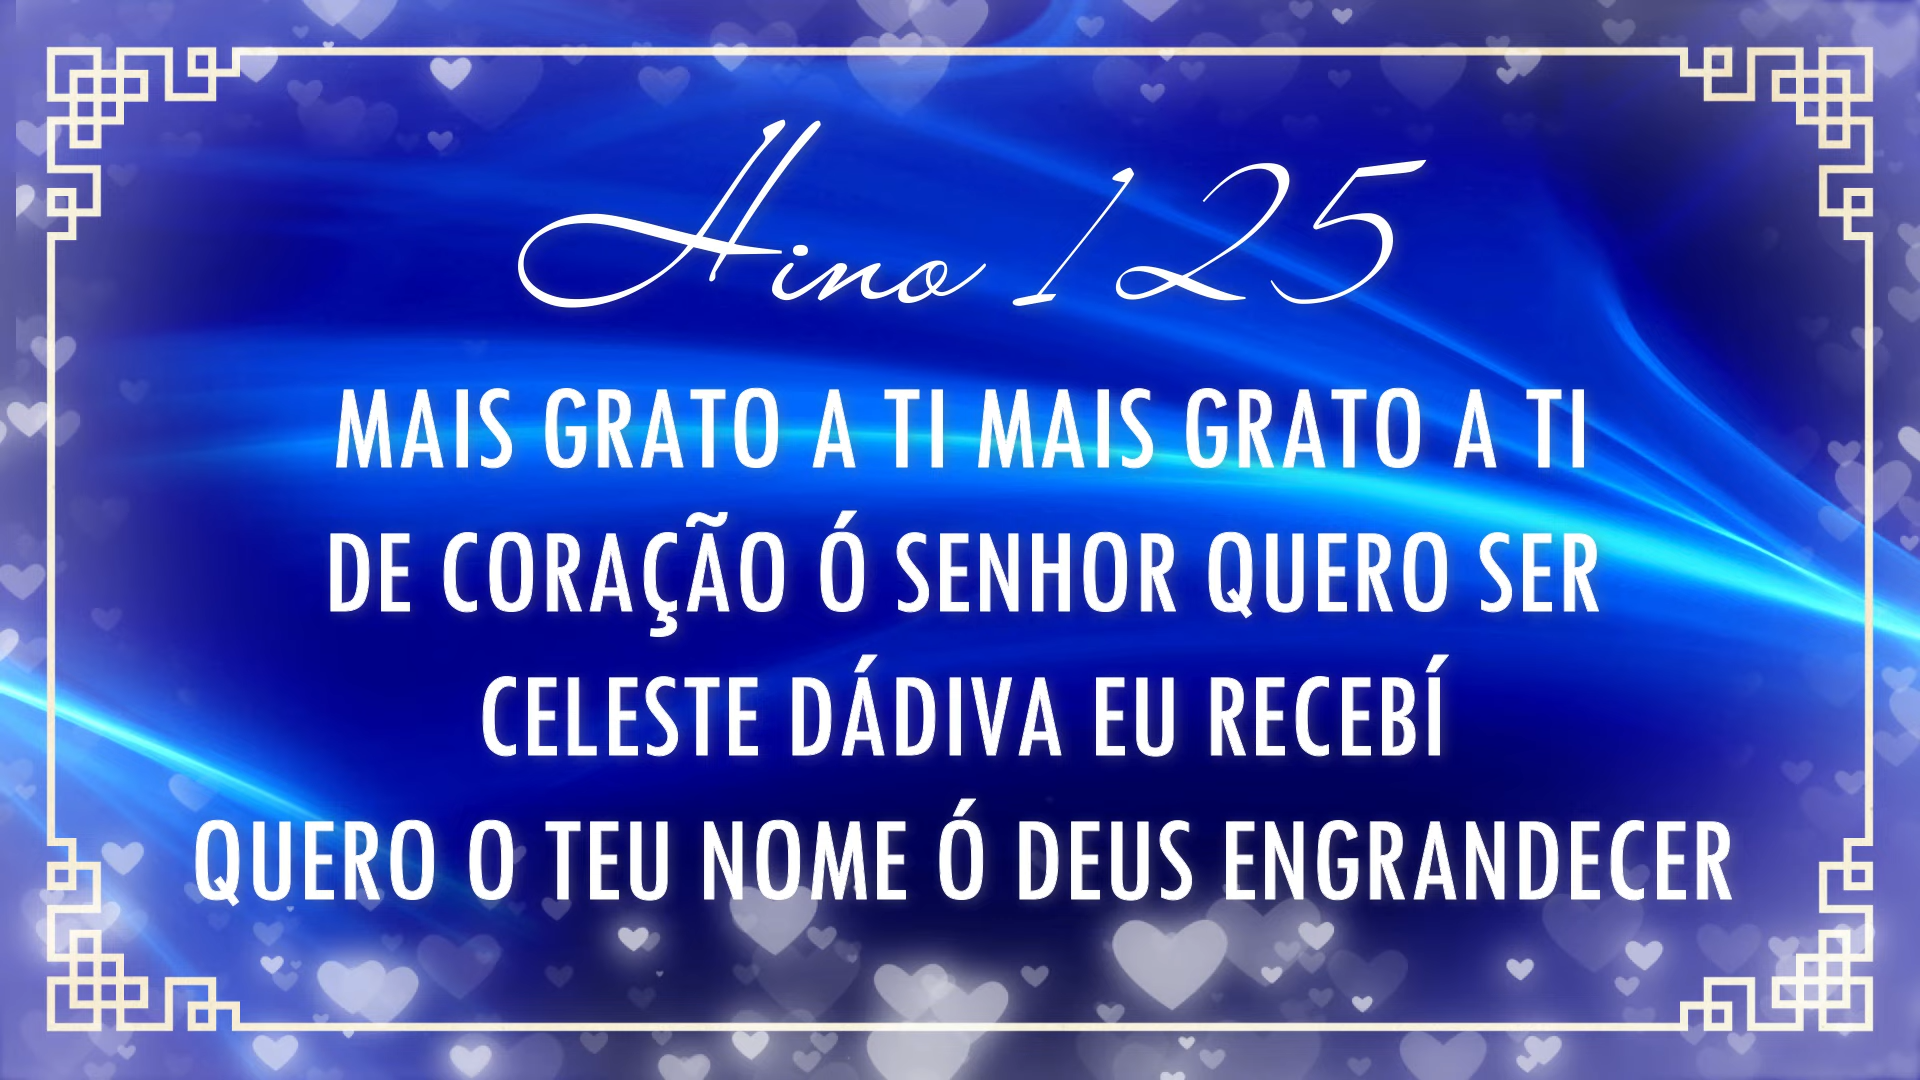 Hino 125
MAIS GRATO A TI MAIS GRATO A TI
DE CORAÇÃO Ó SENHOR QUERO SER
CELESTE DÁDIVA EU RECEBÍ
QUERO O TEU NOME Ó DEUS ENGRANDECER